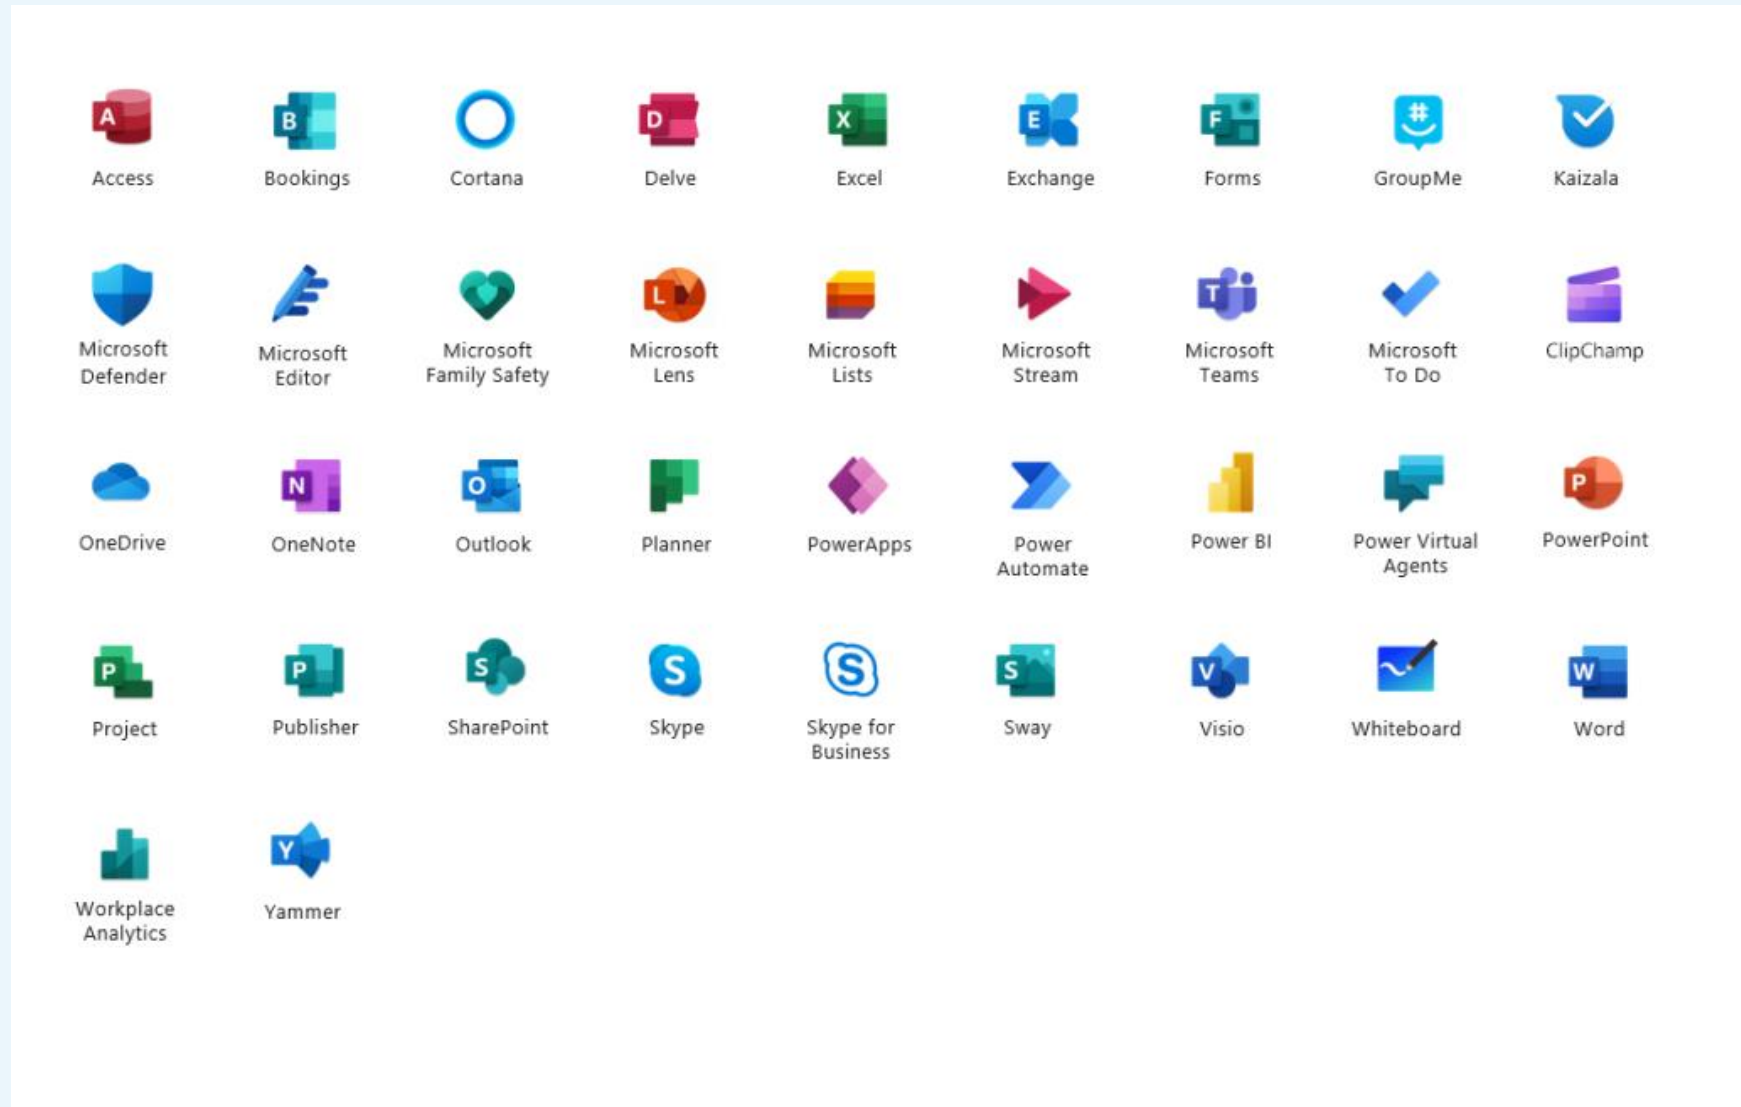 A
Access
B
Bookings
Cortana
D
Delve
X
Excel
E
Exchange
F
Forms
#
GroupMe
Kaizala
Microsoft
Defender
Microsoft
Editor
Microsoft
Family Safety
L
Microsoft
Lens
Microsoft
Lists
Microsoft
Stream
T
Microsoft
Teams
Microsoft
To Do
ClipChamp
OneDrive
N
OneNote
O
Outlook
Planner
PowerApps
Power
Automate
Power BI
Power Virtual
Agents
P
PowerPoint
P
Project
P
Publisher
S
SharePoint
S
Skype
S
Skype for
Business
S
Sway
V
Visio
Whiteboard
W
Word
Workplace
Analytics
Y
Yammer